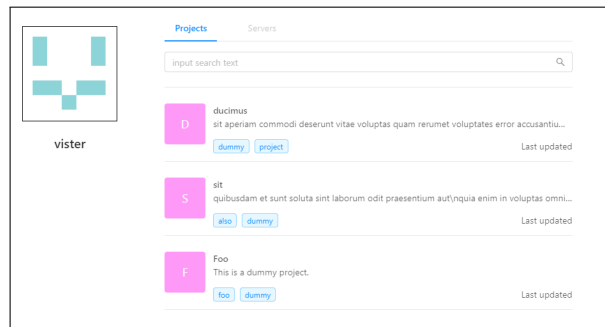 Projects Servers
input search text
vister
D
ducimus
sit aperiam commodi deserunt vitae voluptas quam rerumet voluptates error accusantiu...
dummy project Last updated
S
sit
quibusdam et sunt soluta sint laborum odit praesentium aut\nquia enim in voluptas omni...
also dummy Last updated
F
Foo
This is a dummy project.
foo dummy Last updated